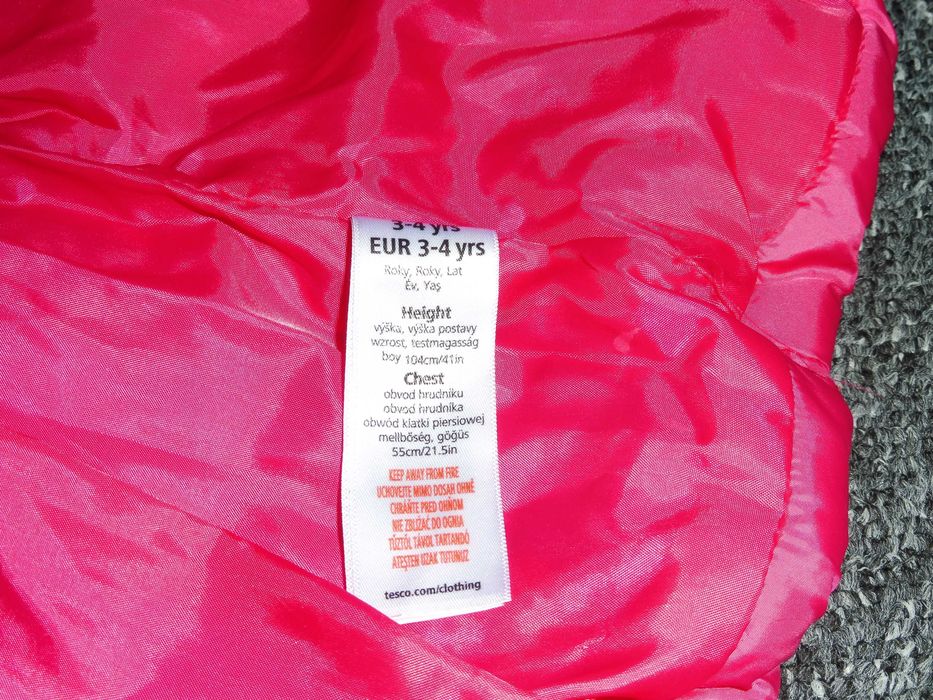 3-4 yrs
EUR 3-4 yrs
Roky, Roky, Lat
Év, Yaş
Height
výška, výška postavy
wzrost, testmagasság
boy 104cm/41in
Chest
obvod hrudníku
obvod hrudníka
obwód klatki piersiowej
mellbőség, göğüs
55cm/21.5in
KEEP AWAY FROM FIRE
UCHOVEJTE MIMO DOSAH OHNĚ
CHRÁŇTE PRED OHŇOM
NIE ZBLIŻAĆ DO OGNIA
TŰZTŐL TÁVOL TARTANDÓ
ATEŞTEN UZAK TUTUNUZ
tesco.com/clothing